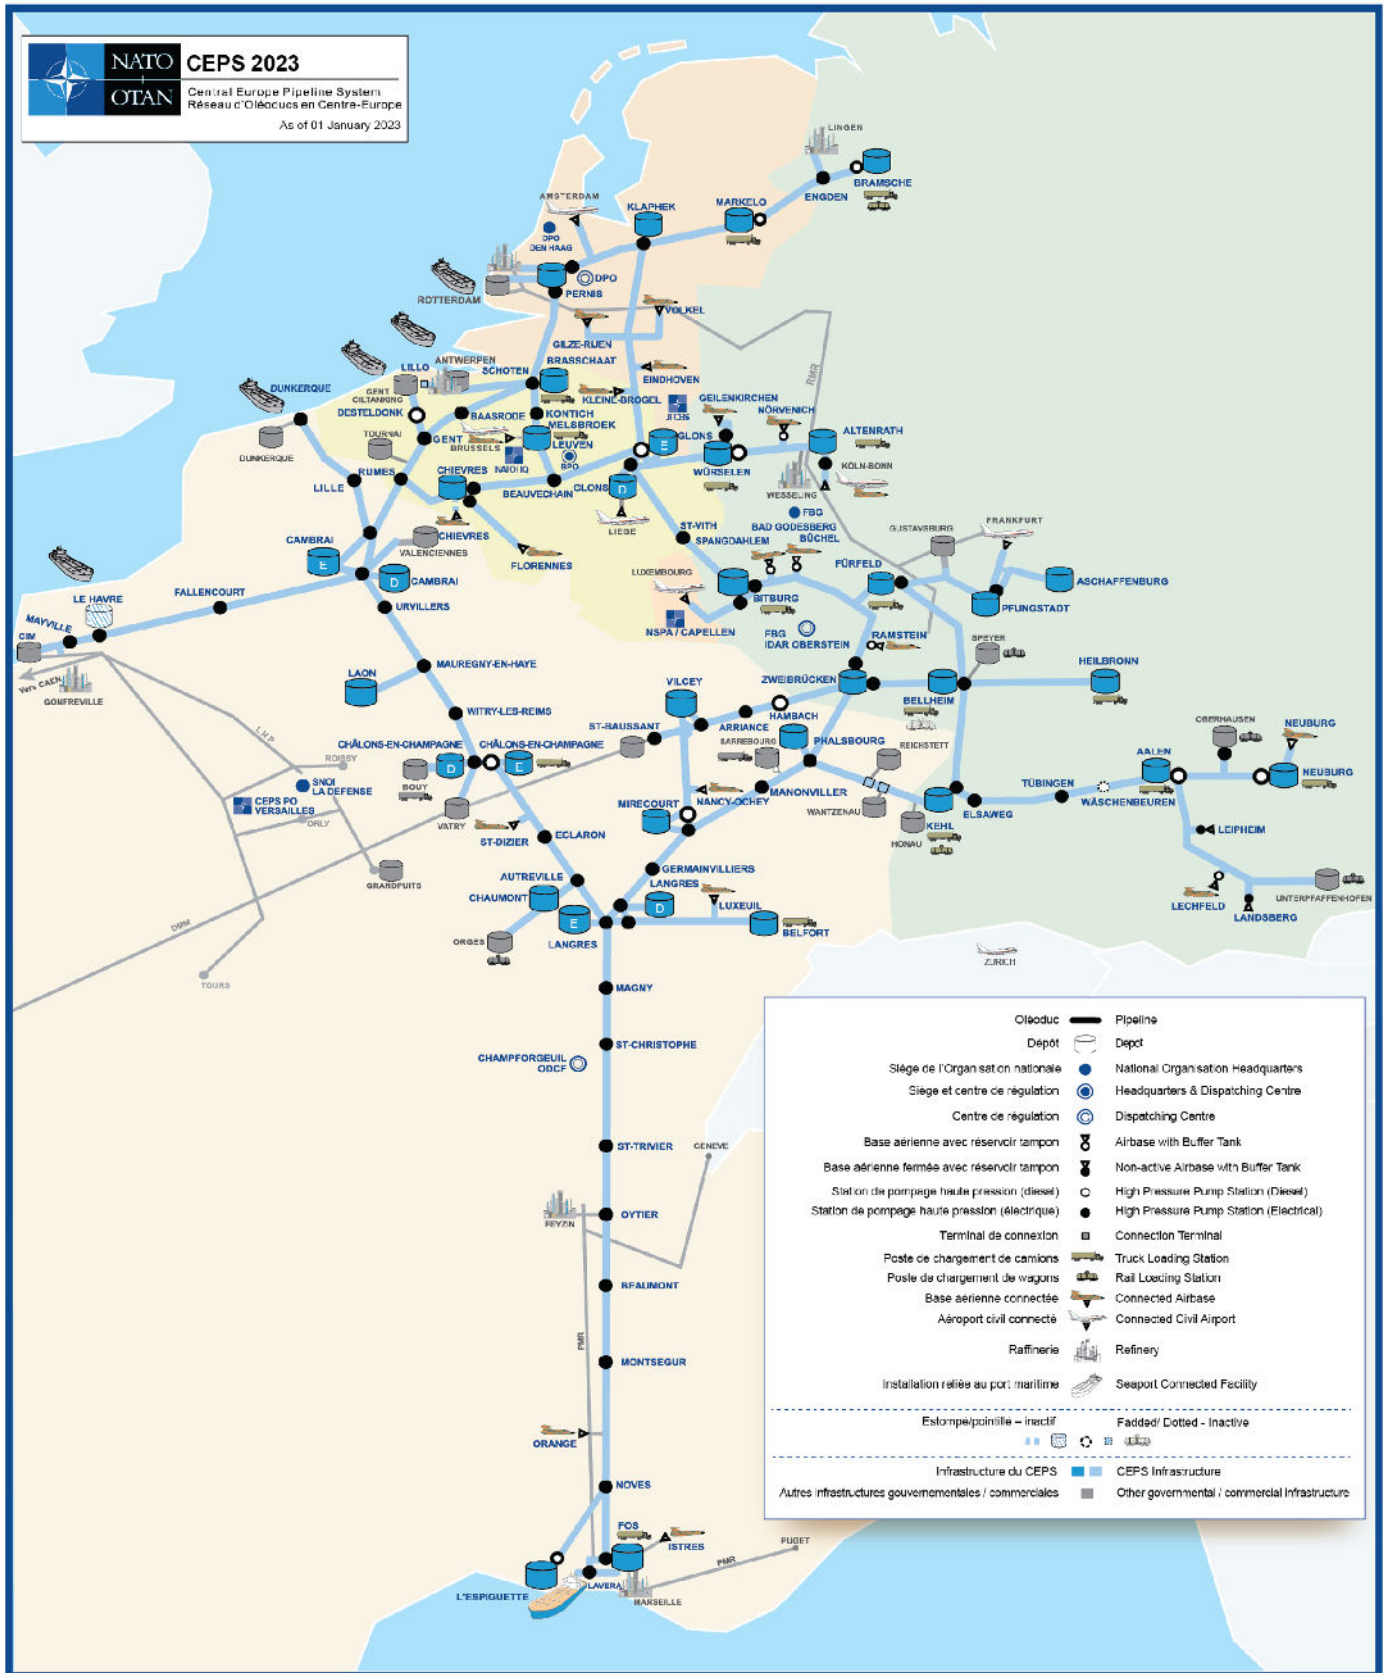 NATO
OTAN
CEPS 2023
Central Europe Pipeline System
Réseau d'Oléoducs en Centre-Europe
As of 01 January 2023
LINGEN
BRAMSCHE
ENGDEN
AMSTERDAM
KLAPHEK
MARKELO
DPO
DEN HAAG
DPO
PERNIS
ROTTERDAM
VOLKEL
GILZE-RIJEN
BRASSCHAAT
ANTWERPEN
LILLO
SCHOTEN
EINDHOVEN
RMR
DUNKERQUE
GENT
CILTANKING
KLEINE-BROGEL
GEILENKIRCHEN
JFCBS
NÖRVENICH
DESTELDONK
BAASRODE
KONTICH
MELSBROEK
ALTENRATH
TOURNAI
GENT
BRUSSELS
LEUVEN
GLONS
E
DUNKERQUE
NATO HQ
BPO
WÜRSELEN
KÖLN-BONN
RUMES
CHIEVRES
LILLE
BEAUVECHAIN
GLONS
D
WESSELING
FBG
BAD GODESBERG
ST-VITH
LIEGE
GUSTAVSBURG
FRANKFURT
CAMBRAI
E
CHIEVRES
VALENCIENNES
FLORENNES
SPANGDAHLEM
BÜCHEL
FÜRFELD
D
CAMBRAI
LUXEMBOURG
ASCHAFFENBURG
FALLENCOURT
LE HAVRE
URVILLERS
BITBURG
PFUNGSTADT
MAYVILLE
CIM
NSPA / CAPELLEN
FBG
IDAR OBERSTEIN
RAMSTEIN
SPEYER
Vers CAEN
MAUREGNY-EN-HAYE
HEILBRONN
LAON
ZWEIBRÜCKEN
GONFREVILLE
VILCEY
BELLHEIM
WITRY-LES-REIMS
HAMBACH
ST-BAUSSANT
ARRIANCE
LHP
OBERHAUSEN
NEUBURG
SARREBOURG
PHALSBOURG
REICHSTETT
CHÂLONS-EN-CHAMPAGNE
CHÂLONS-EN-CHAMPAGNE
AALEN
ROISSY
D
E
BOUY
SNOI
LA DEFENSE
TÜBINGEN
NEUBURG
MANONVILLER
CEPS PO
VERSAILLES
NANCY-OCHEY
MIRECOURT
WANTZENAU
WÄSCHENBEUREN
ORLY
VATRY
KEHL
ELSAWEG
LEIPHEIM
ECLARON
ST-DIZIER
HONAU
GRANDPUITS
GERMAINVILLIERS
AUTREVILLE
CHAUMONT
LANGRES
D
LUXEUIL
LECHFELD
UNTERPFAFFENHOFEN
E
LANGRES
LANDSBERG
BELFORT
DMM
ORGES
ZURICH
TOURS
MAGNY
ST-CHRISTOPHE
CHAMPFORGEUIL
ODCF
ST-TRIVIER
GENEVE
FEYZIN
OYTIER
BEAUMONT
PMR
MONTSEGUR
ORANGE
NOVES
FOS
ISTRES
PUGET
PMR
LAVERA
L'ESPIGUETTE
MARSEILLE
Oléoduc Pipeline
Dépôt Depot
Siège de l'Organisation nationale National Organisation Headquarters
Siège et centre de régulation Headquarters & Dispatching Centre
Centre de régulation Dispatching Centre
Base aérienne avec réservoir tampon Airbase with Buffer Tank
Base aérienne fermée avec réservoir tampon Non-active Airbase with Buffer Tank
Station de pompage haute pression (diesel) High Pressure Pump Station (Diesel)
Station de pompage haute pression (électrique) High Pressure Pump Station (Electrical)
Terminal de connexion Connection Terminal
Poste de chargement de camions Truck Loading Station
Poste de chargement de wagons Rail Loading Station
Base aérienne connectée Connected Airbase
Aéroport civil connecté Connected Civil Airport
Raffinerie Refinery
Installation reliée au port maritime Seaport Connected Facility
Estompé/pointillé – inactif Fadded/ Dotted - Inactive
Infrastructure du CEPS CEPS Infrastructure
Autres infrastructures gouvernementales / commerciales Other governmental / commercial infrastructure